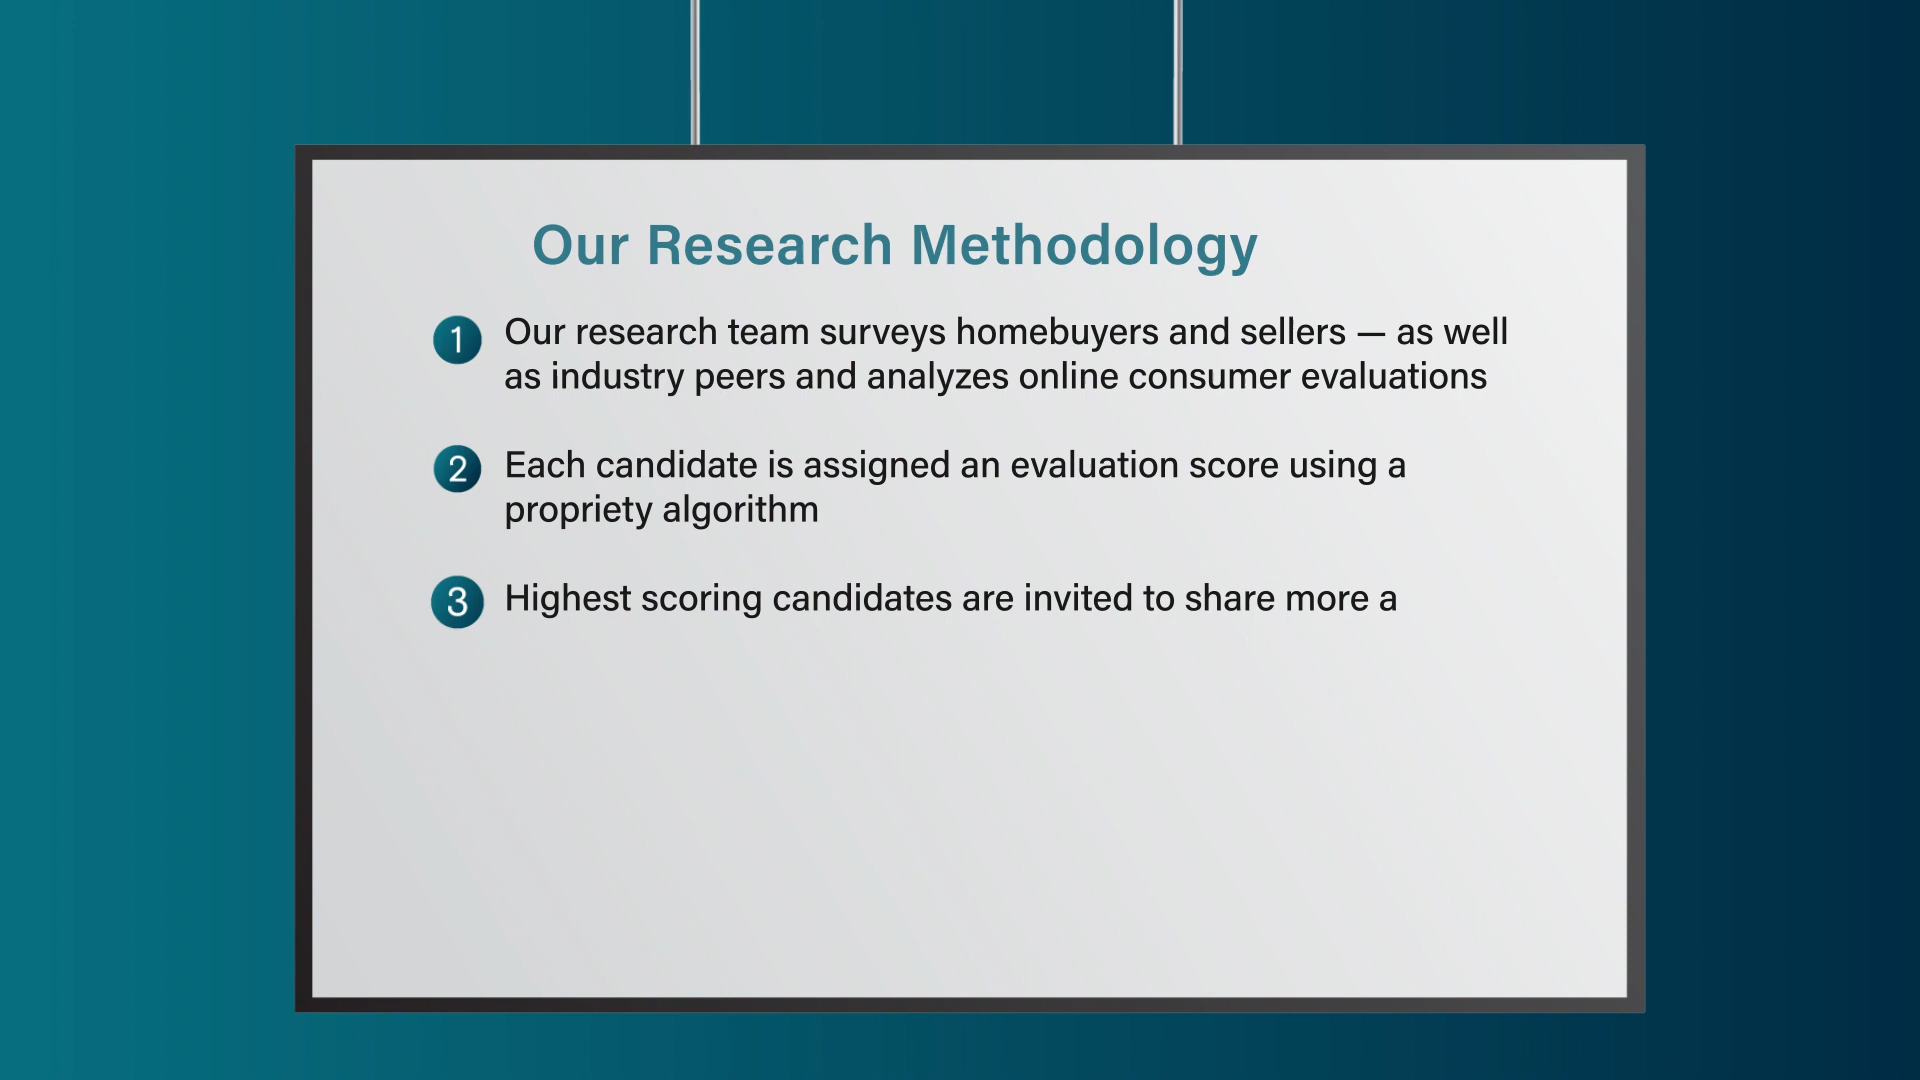 Our Research Methodology
1 Our research team surveys homebuyers and sellers — as well
as industry peers and analyzes online consumer evaluations
2 Each candidate is assigned an evaluation score using a
propriety algorithm
3 Highest scoring candidates are invited to share more a